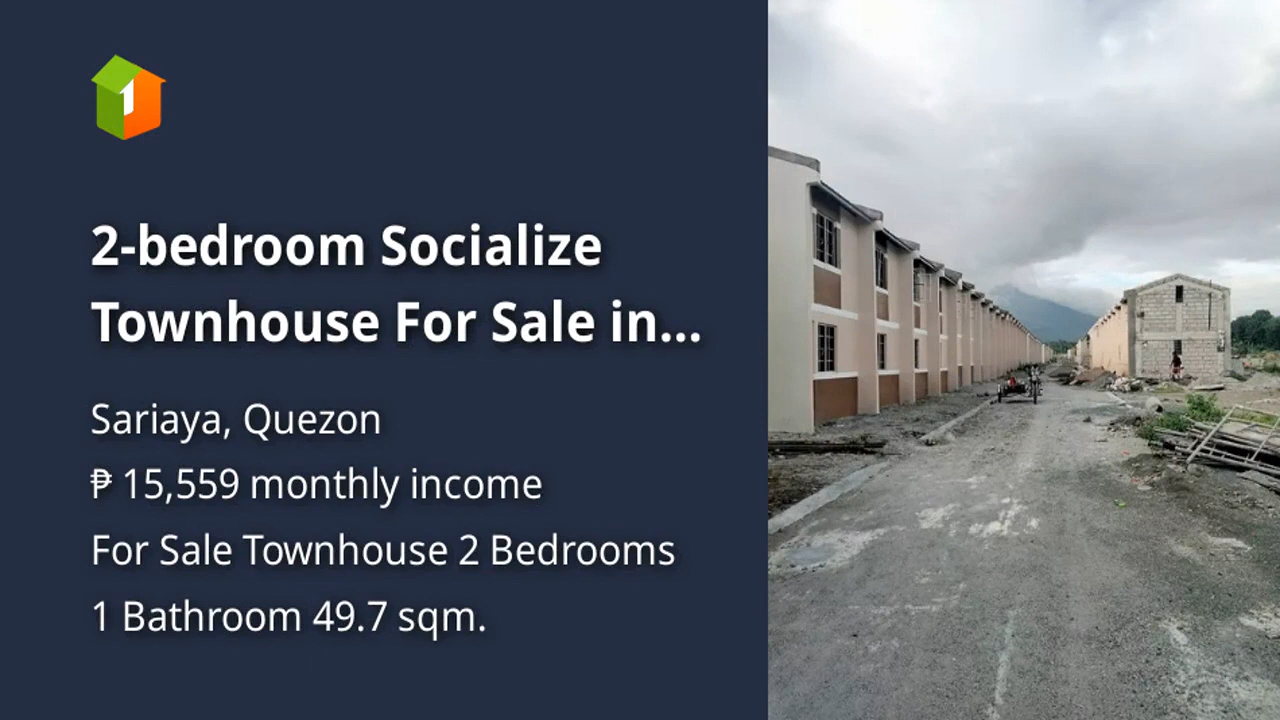 2-bedroom Socialize
Townhouse For Sale in...
Sariaya, Quezon
₱ 15,559 monthly income
For Sale Townhouse 2 Bedrooms
1 Bathroom 49.7 sqm.